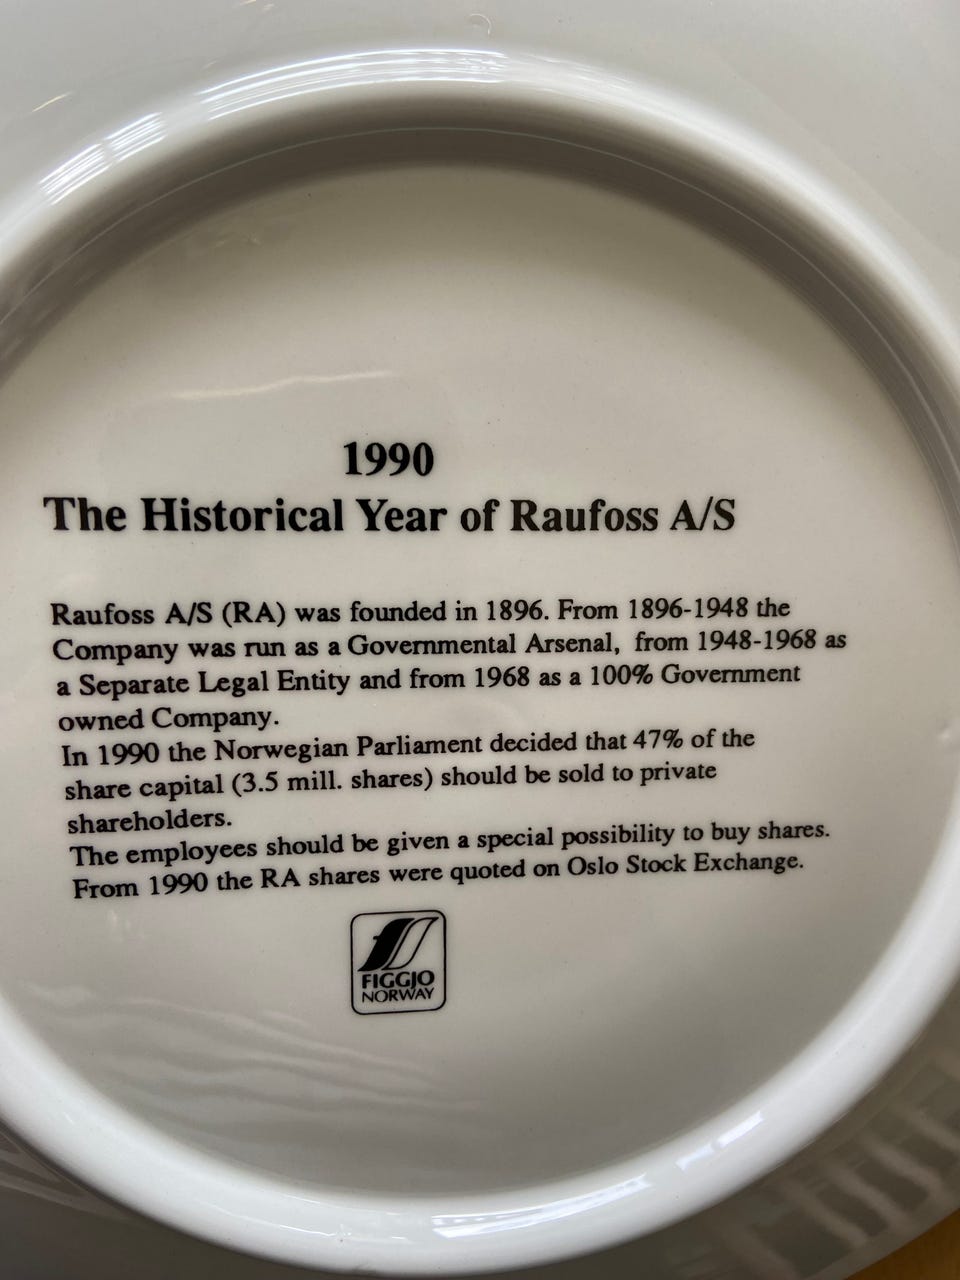 1990
The Historical Year of Raufoss A/S
Raufoss A/S (RA) was founded in 1896. From 1896-1948 the
Company was run as a Governmental Arsenal, from 1948-1968 as
a Separate Legal Entity and from 1968 as a 100% Government
owned Company.
In 1990 the Norwegian Parliament decided that 47% of the
share capital (3.5 mill. shares) should be sold to private
shareholders.
The employees should be given a special possibility to buy shares.
From 1990 the RA shares were quoted on Oslo Stock Exchange.
FIGGJO
NORWAY